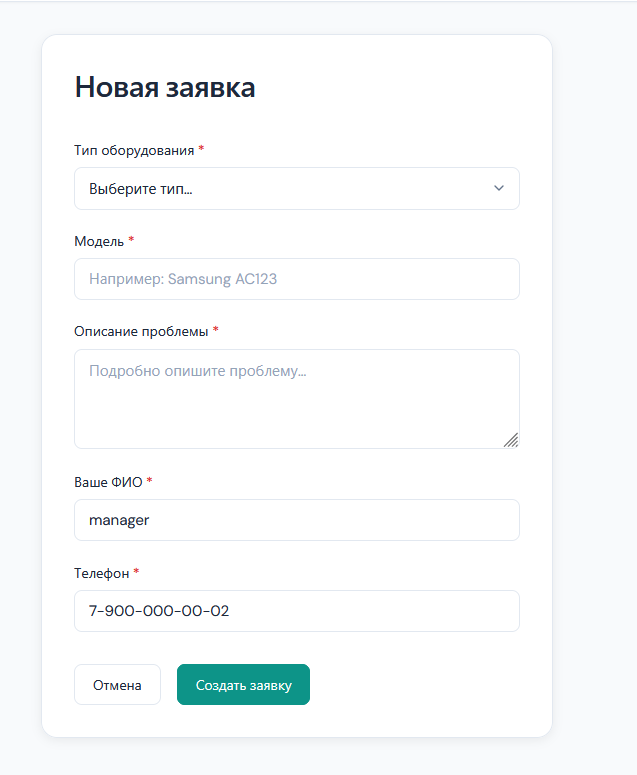 Новая заявка
Тип оборудования *
Выберите тип...
Модель *
Например: Samsung AC123
Описание проблемы *
Подробно опишите проблему...
Ваше ФИО *
manager
Телефон *
7-900-000-00-02
Отмена Создать заявку